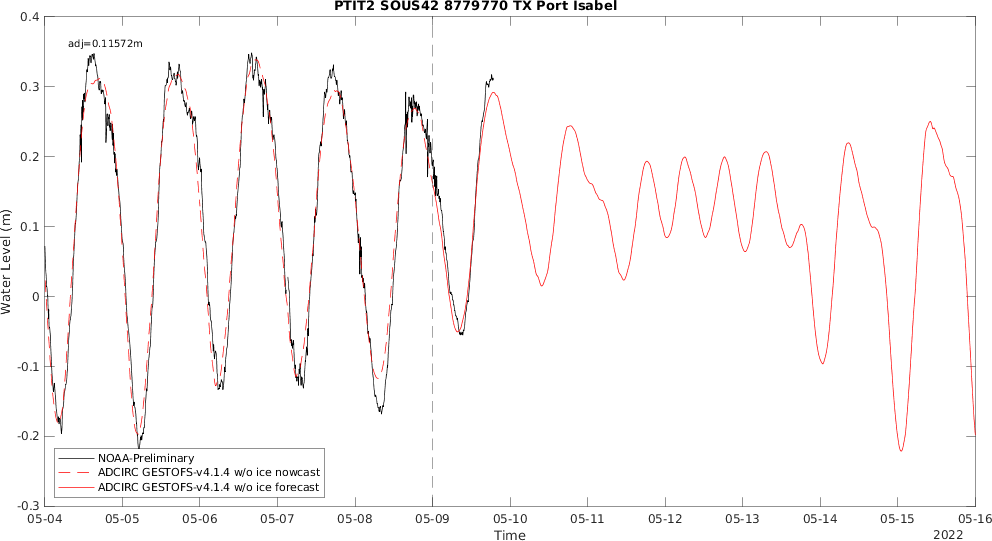 PTIT2 SOUS42 8779770 TX Port Isabel
adj=0.11572m
Water Level (m)
0.4
0.3
0.2
0.1
0
-0.1
-0.2
-0.3
NOAA-Preliminary
ADCIRC GESTOFS-v4.1.4 w/o ice nowcast
ADCIRC GESTOFS-v4.1.4 w/o ice forecast
05-04 05-05 05-06 05-07 05-08 05-09 05-10 05-11 05-12 05-13 05-14 05-15 05-16
Time
2022